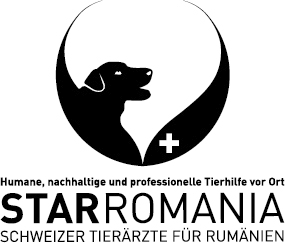 Humane, nachhaltige und professionelle Tierhilfe vor Ort
STARROMANIA
SCHWEIZER TIERÄRZTE FÜR RUMÄNIEN